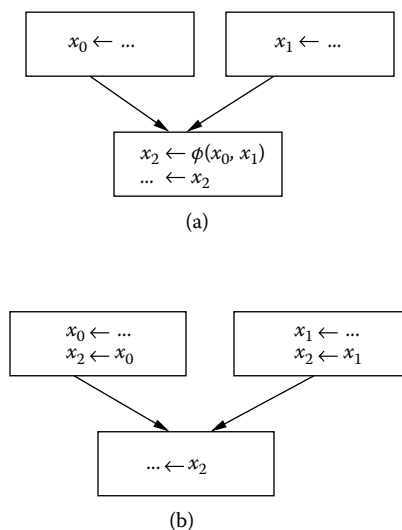 x₀ ← ...
x₁ ← ...
x₂ ← ϕ(x₀, x₁)
... ← x₂
(a)
x₀ ← ...
x₂ ← x₀
x₁ ← ...
x₂ ← x₁
... ← x₂
(b)